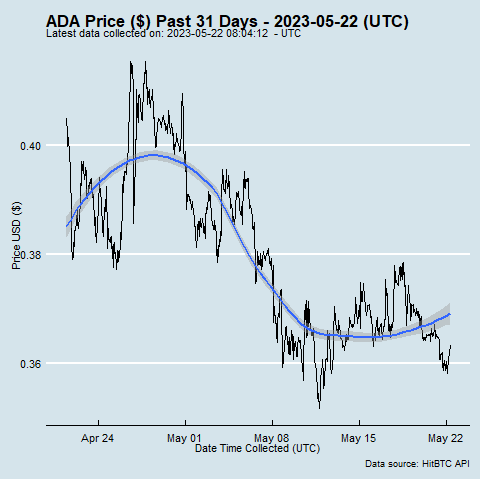 ADA Price ($) Past 31 Days - 2023-05-22 (UTC)
Latest data collected on: 2023-05-22 08:04:12 - UTC
0.40
0.38
0.36
Price USD ($)
Apr 24
May 01
May 08
May 15
May 22
Date Time Collected (UTC)
Data source: HitBTC API